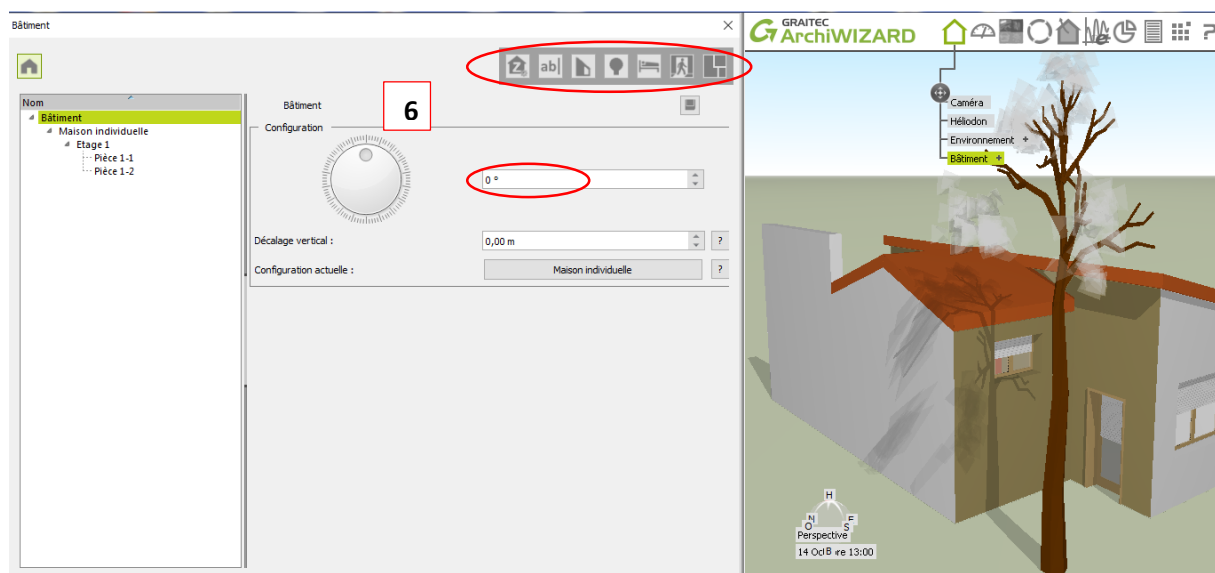 Bâtiment
Nom
Bâtiment
Maison individuelle
Etage 1
Pièce 1-1
Pièce 1-2
ab|
6
Bâtiment
Configuration
0 °
Décalage vertical :
0,00 m
?
Configuration actuelle :
Maison individuelle
?
GRAITEC
ARCHIWIZARD
Caméra
Héliodon
Environnement +
Bâtiment +
H
N
E
O
S
Perspective
14 Oct
B
re 13:00